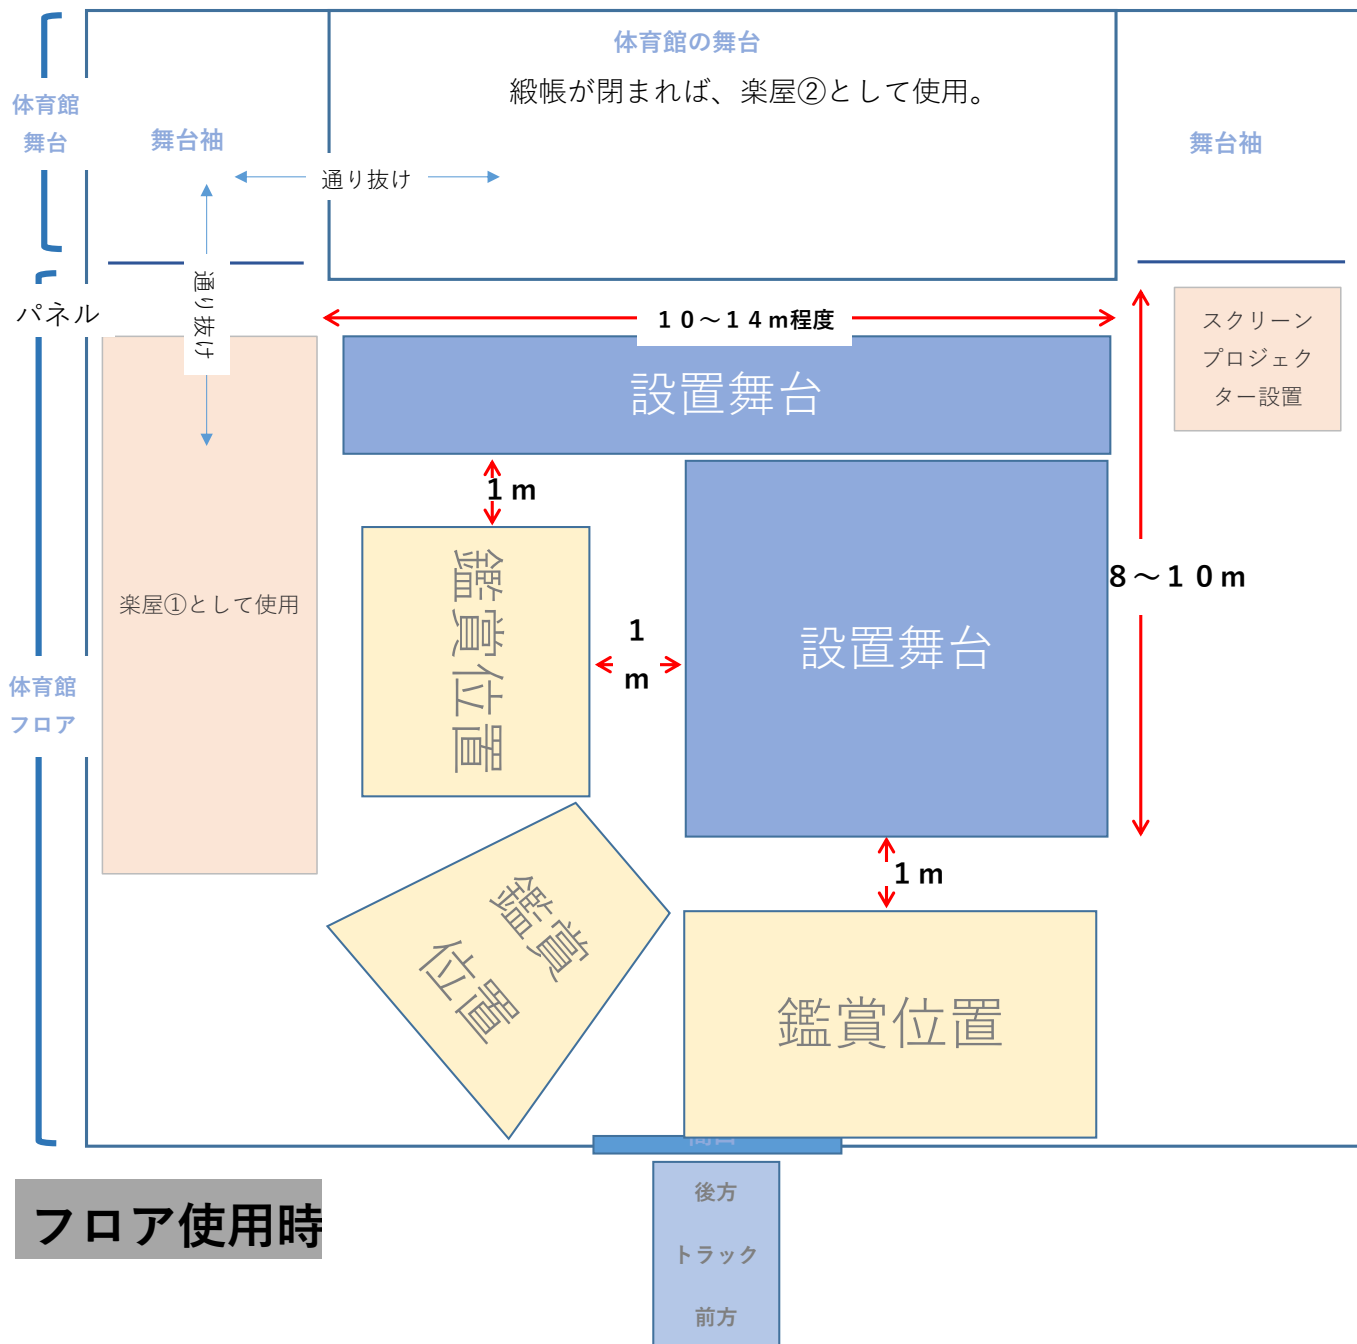 体育館の舞台
緞帳が閉まれば、楽屋②として使用。
体育館
舞台
舞台袖
舞台袖
通り抜け
通り抜け
パネル
１０～１４ｍ程度
スクリーン
プロジェク
ター設置
設置舞台
1ｍ
鑑賞位置
楽屋①として使用
1
ｍ
設置舞台
８～１０ｍ
体育館
フロア
1ｍ
鑑賞
位置
鑑賞位置
後方
トラック
前方
フロア使用時